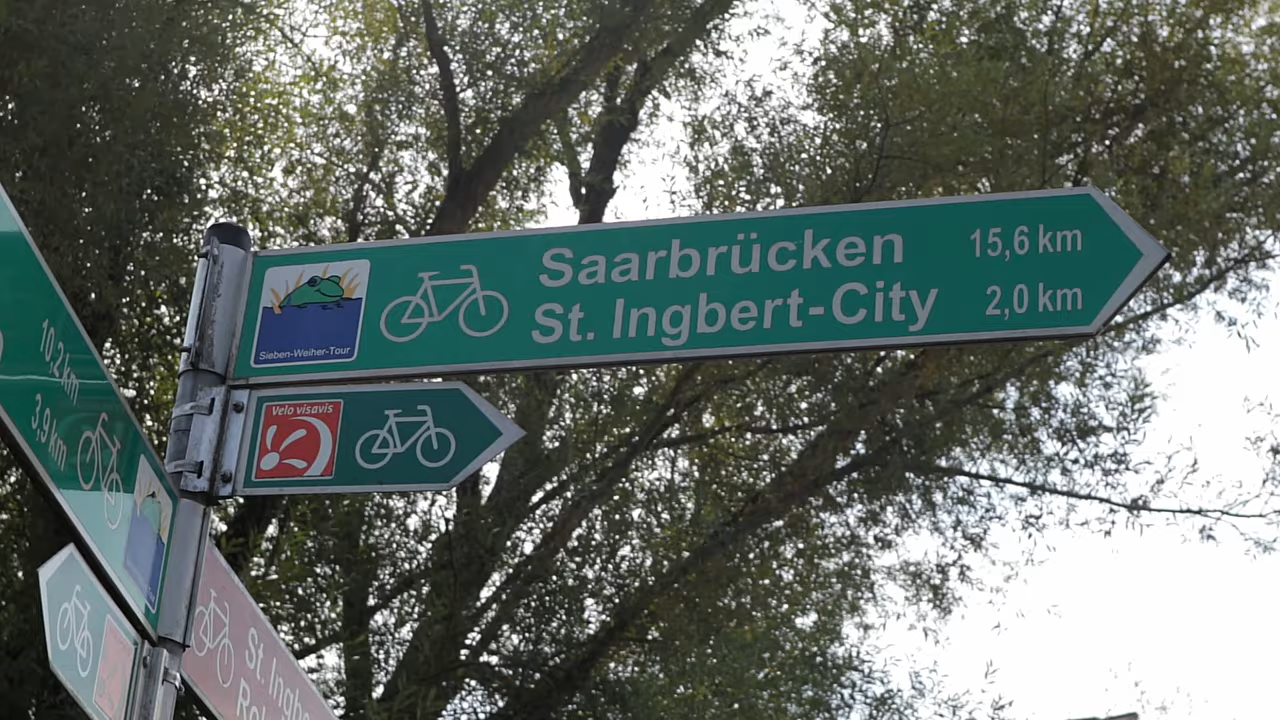 Saarbrücken 15,6 km
St. Ingbert-City 2,0 km
Sieben-Weiher-Tour
Velo visavis
10,2 km
3,9 km
St.